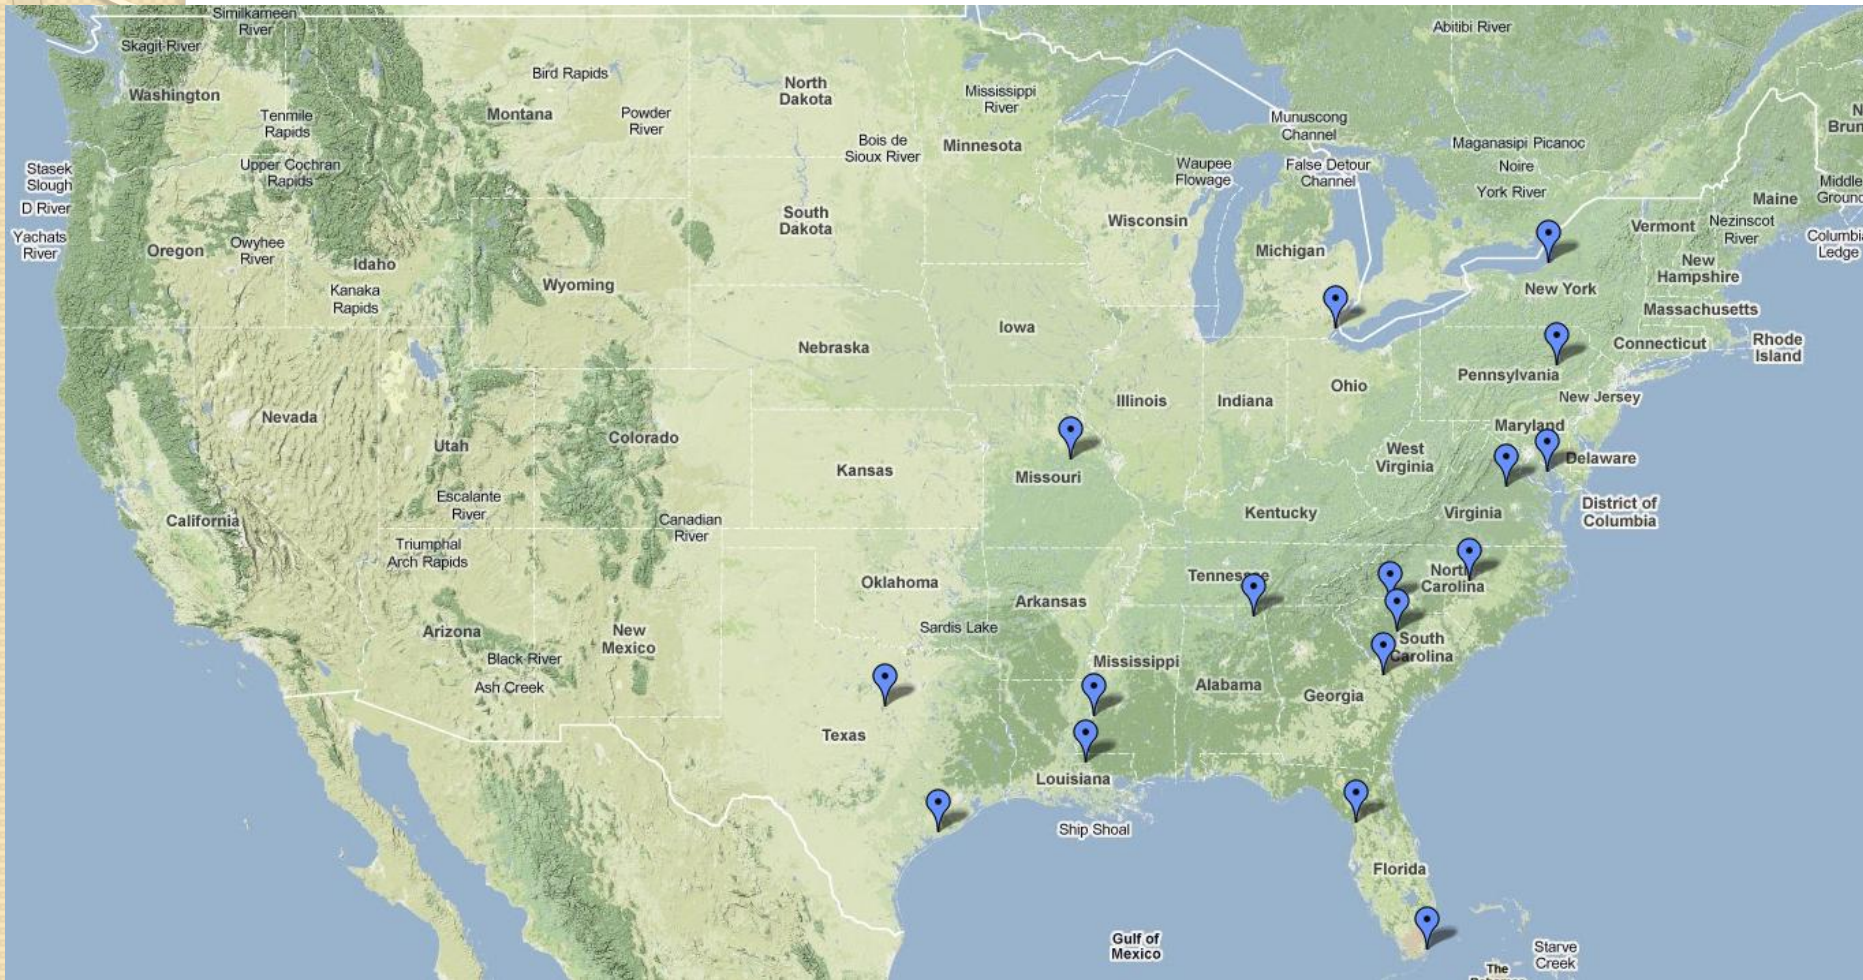 Similkameen
River
Skagit River
Abitibi River
Washington
Bird Rapids
North
Dakota
Mississippi
River
Montana
Powder
River
Tenmile
Rapids
Munuscong
Channel
N
Brun
Bois de
Sioux River
Minnesota
Maganasipi Picanoc
Noire
Stasek
Slough
Upper Cochran
Rapids
Waupee
Flowage
False Detour
Channel
York River
Middle
Ground
Maine
D River
South
Dakota
Wisconsin
Vermont
Nezinscot
River
Columbia
Ledge
Yachats
River
Oregon
Owyhee
River
Idaho
Michigan
New
Hampshire
Wyoming
Kanaka
Rapids
New York
Massachusetts
Iowa
Nebraska
Connecticut
Rhode
Island
Pennsylvania
Ohio
New Jersey
Nevada
Illinois
Indiana
Utah
Colorado
Maryland
Kansas
West
Virginia
Delaware
Missouri
Escalante
River
District of
Columbia
California
Canadian
River
Kentucky
Virginia
Triumphal
Arch Rapids
Oklahoma
Tennessee
North
Carolina
Arkansas
Arizona
New
Mexico
Sardis Lake
South
Carolina
Black River
Ash Creek
Mississippi
Alabama
Georgia
Texas
Louisiana
Ship Shoal
Florida
Gulf of
Mexico
Starve
Creek
The